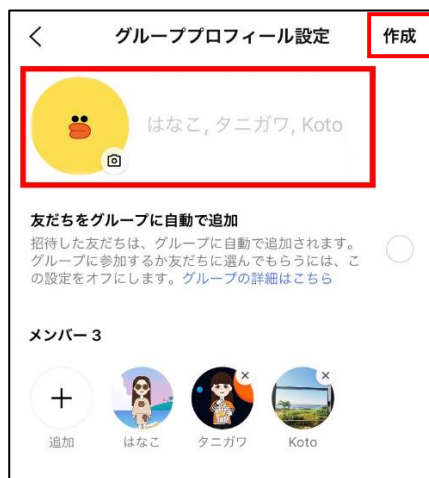 グループプロフィール設定 作成
はなこ, タニガワ, Koto
友だちをグループに自動で追加
招待した友だちは、グループに自動で追加されます。
グループに参加するか友だちに選んでもらうには、こ
の設定をオフにします。グループの詳細はこちら
メンバー 3
追加 はなこ タニガワ Koto